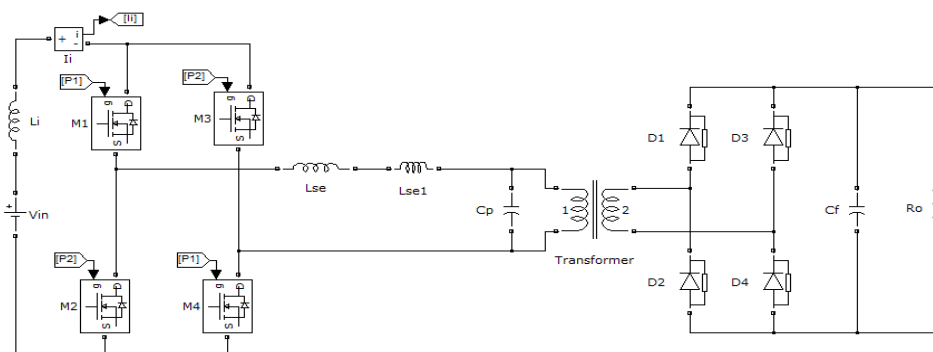 [Ii]
+ i -
Ii
[P1]
g D
S
M1
[P2]
g D
S
M3
Li
D1
D3
Lse
Lse1
Cp
1 2
Cf
Ro
+
Vin
Transformer
[P2]
g D
S
M2
[P1]
g D
S
M4
D2
D4